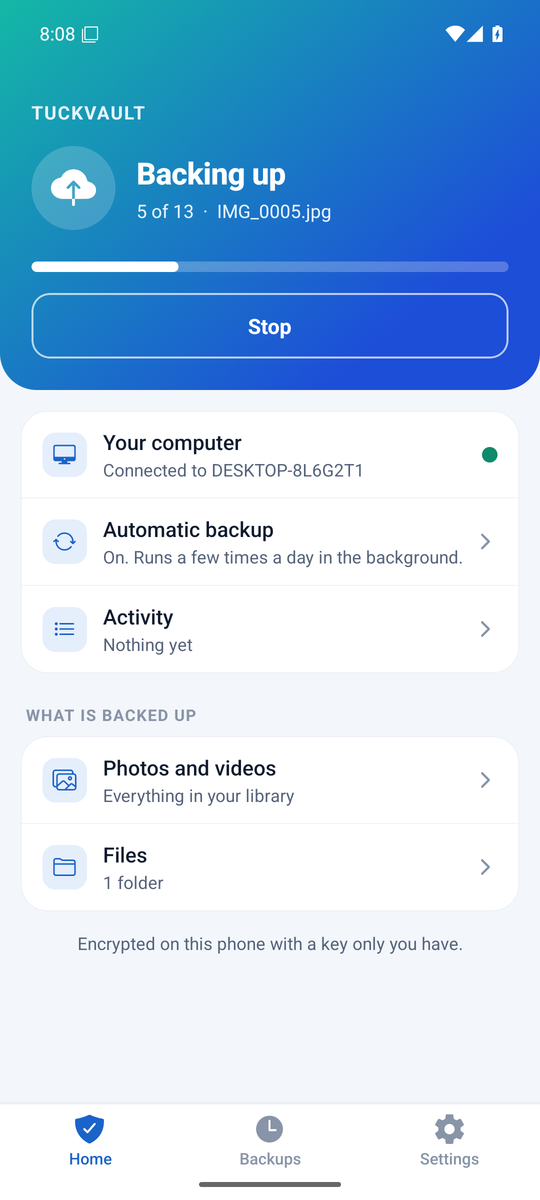 8:08
TUCKVAULT
Backing up
5 of 13 · IMG_0005.jpg
Stop
Your computer
Connected to DESKTOP-8L6G2T1
Automatic backup
On. Runs a few times a day in the background.
Activity
Nothing yet
WHAT IS BACKED UP
Photos and videos
Everything in your library
Files
1 folder
Encrypted on this phone with a key only you have.
Home
Backups
Settings